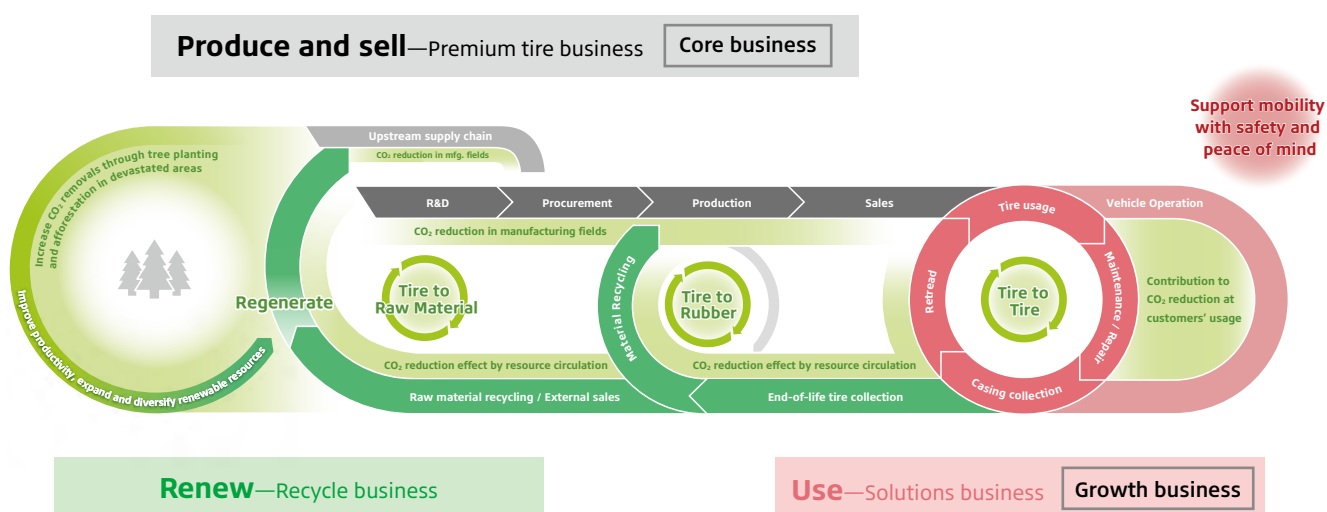 Produce and sell—Premium tire business
Core business
Support mobility
with safety and
peace of mind
Upstream supply chain
CO₂ reduction in mfg. fields
Increase CO₂ removals through tree planting
and afforestation in devastated areas
R&D
Procurement
Production
Sales
Tire usage
Vehicle Operation
CO₂ reduction in manufacturing fields
Regenerate
Tire to
Raw Material
Material Recycling
Tire to
Rubber
Retread
Tire to
Tire
Maintenance / Repair
Contribution to
CO₂ reduction at
customers’ usage
Improve productivity, expand and diversify renewable resources
CO₂ reduction effect by resource circulation
CO₂ reduction effect by resource circulation
Casing collection
Raw material recycling / External sales
End-of-life tire collection
Renew—Recycle business
Use—Solutions business
Growth business